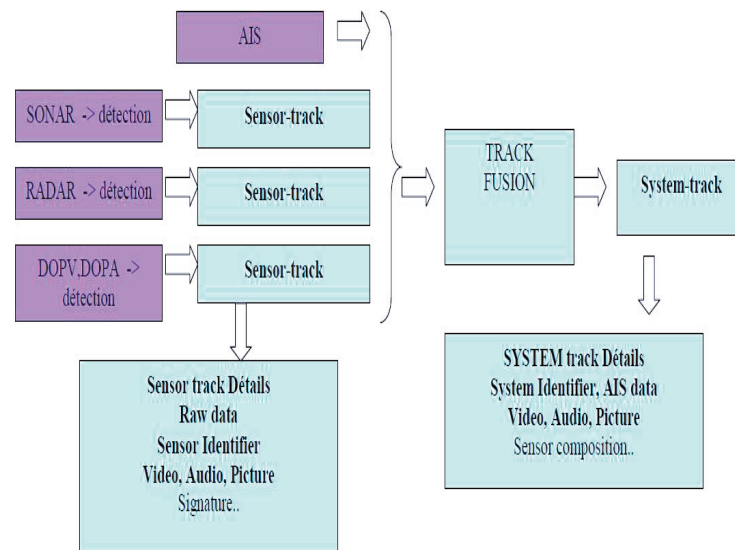 AIS
SONAR -> détection
Sensor-track
RADAR -> détection
Sensor-track
DOPV,DOPA ->
détection
Sensor-track
TRACK
FUSION
System-track
Sensor track Détails
Raw data
Sensor Identifier
Video, Audio, Picture
Signature..
SYSTEM track Détails
System Identifier, AIS data
Video, Audio, Picture
Sensor composition..